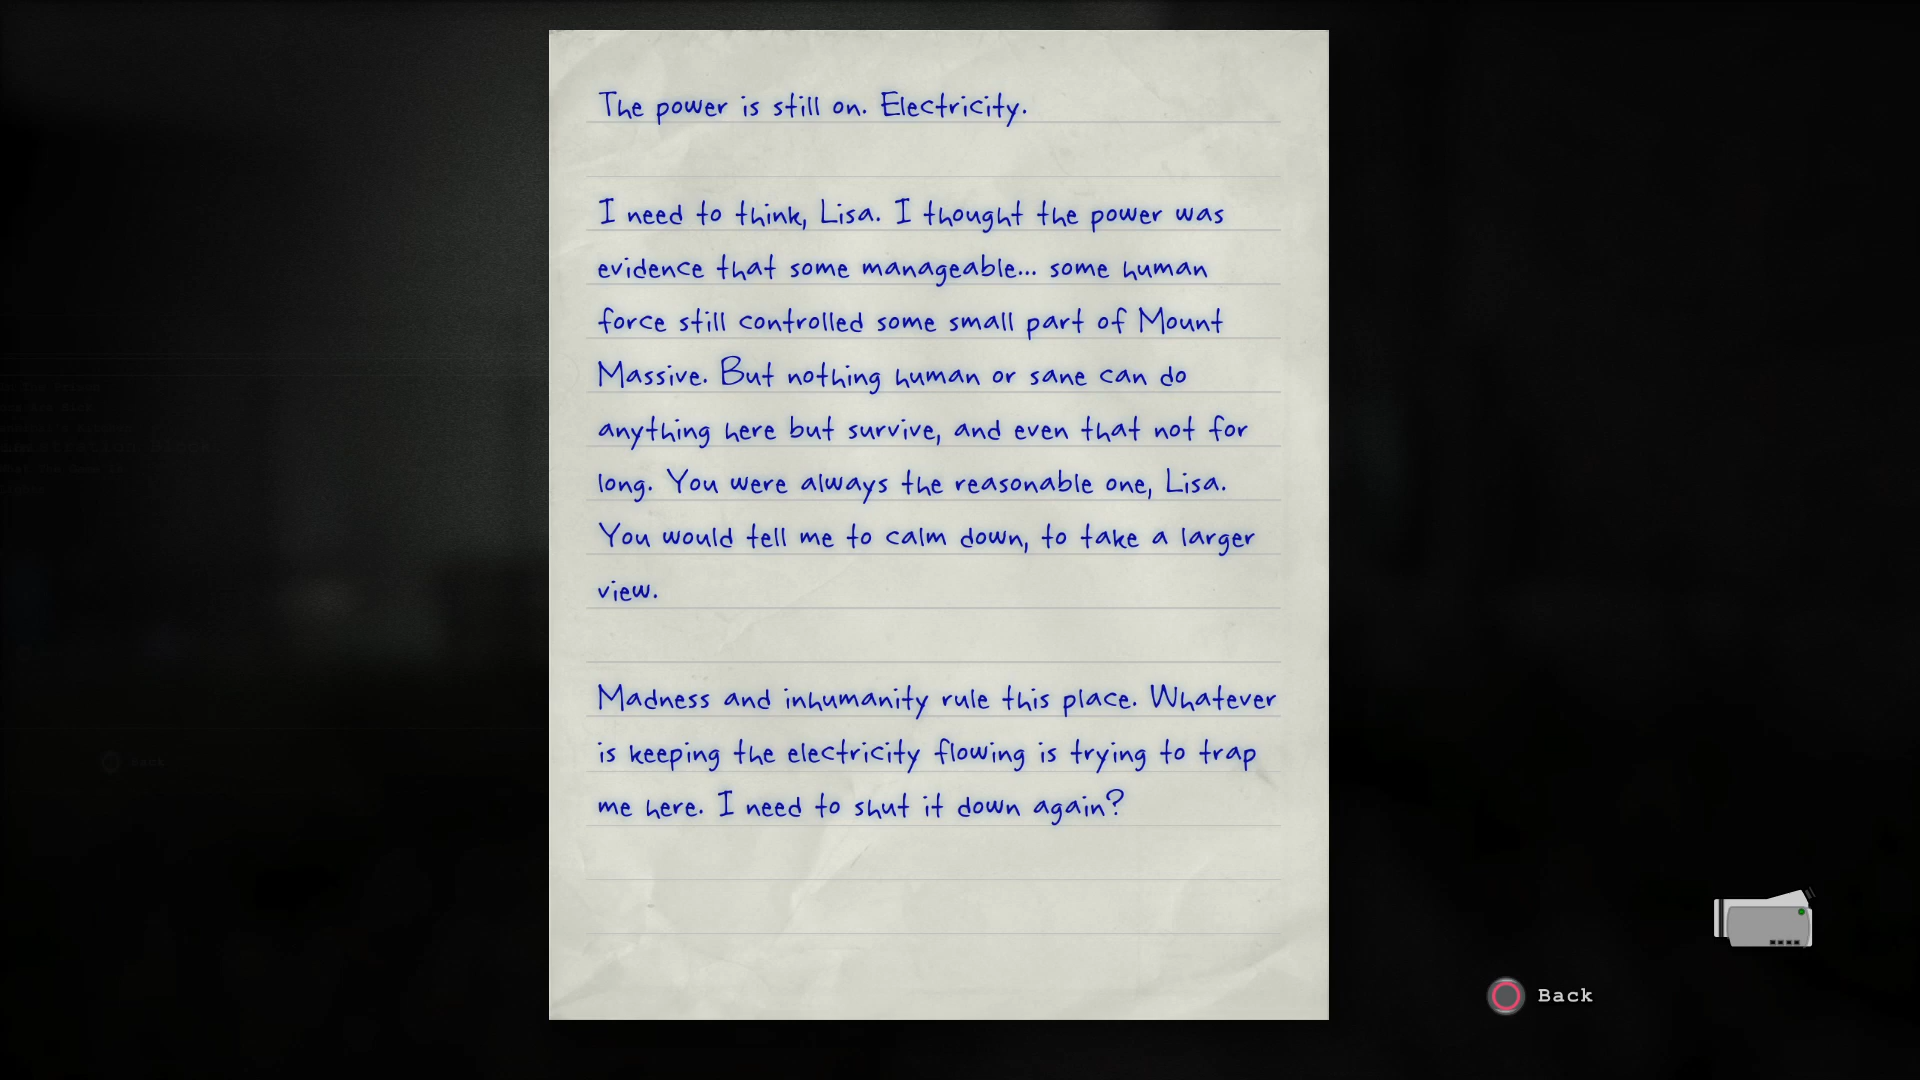 The power is still on. Electricity.
I need to think, Lisa. I thought the power was
evidence that some manageable... some human
force still controlled some small part of Mount
Massive. But nothing human or sane can do
anything here but survive, and even that not for
long. You were always the reasonable one, Lisa.
You would tell me to calm down, to take a larger
view.
Madness and inhumanity rule this place. Whatever
is keeping the electricity flowing is trying to trap
me here. I need to shut it down again?
Back
Back